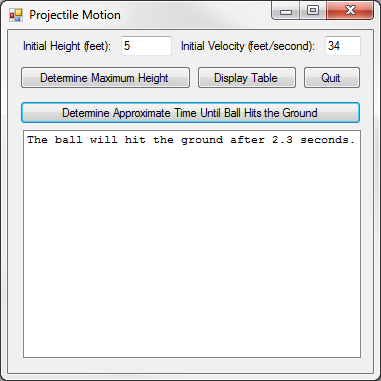 Projectile Motion
Initial Height (feet): 5 Initial Velocity (feet/second): 34
Determine Maximum Height Display Table Quit
Determine Approximate Time Until Ball Hits the Ground
The ball will hit the ground after 2.3 seconds.